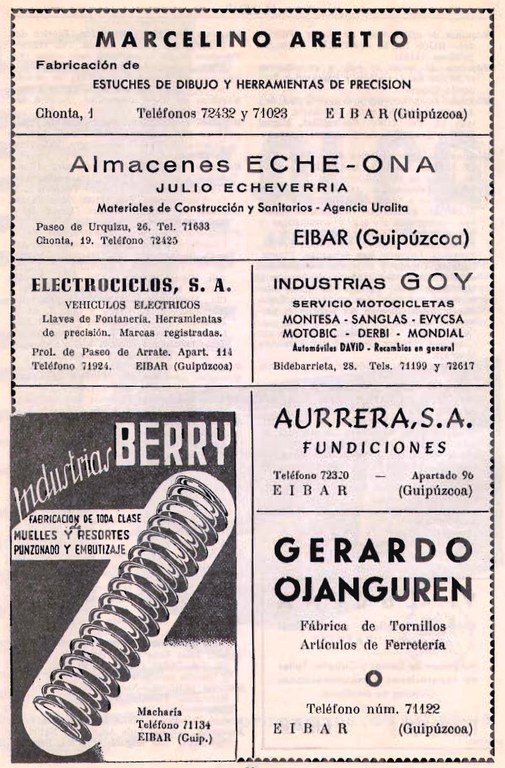 MARCELINO AREITIO
Fabricación de
ESTUCHES DE DIBUJO Y HERRAMIENTAS DE PRECISION
Chonta, 1 Teléfonos 72432 y 71023 EIBAR (Guipúzcoa)
Almacenes ECHE-ONA
JULIO ECHEVERRIA
Materiales de Construcción y Sanitarios - Agencia Uralita
Paseo de Urquizu, 26. Tel. 71633
Chonta, 19. Teléfono 72425
EIBAR (Guipúzcoa)
ELECTROCICLOS, S. A.
VEHICULOS ELECTRICOS
Llaves de Fontanería. Herramientas
de precisión. Marcas registradas.
Prol. de Paseo de Arrate. Apart. 114
Teléfono 71924. EIBAR (Guipúzcoa)
INDUSTRIAS GOY
SERVICIO MOTOCICLETAS
MONTESA - SANGLAS - EVYCSA
MOTOBIC - DERBI - MONDIAL
Automóviles DAVID - Recambios en general
Bidebarrieta, 28. Tels. 71199 y 72617
Industrias BERRY
FABRICACION DE TODA CLASE
de
MUELLES Y RESORTES
PUNZONADO Y EMBUTIZAJE
Macharia
Teléfono 71134
EIBAR (Guip.)
AURRERA, S.A.
FUNDICIONES
Teléfono 72320 — Apartado 96
EIBAR (Guipúzcoa)
GERARDO
OJANGUREN
Fábrica de Tornillos
Artículos de Ferretería
Teléfono núm. 71122
EIBAR (Guipúzcoa)